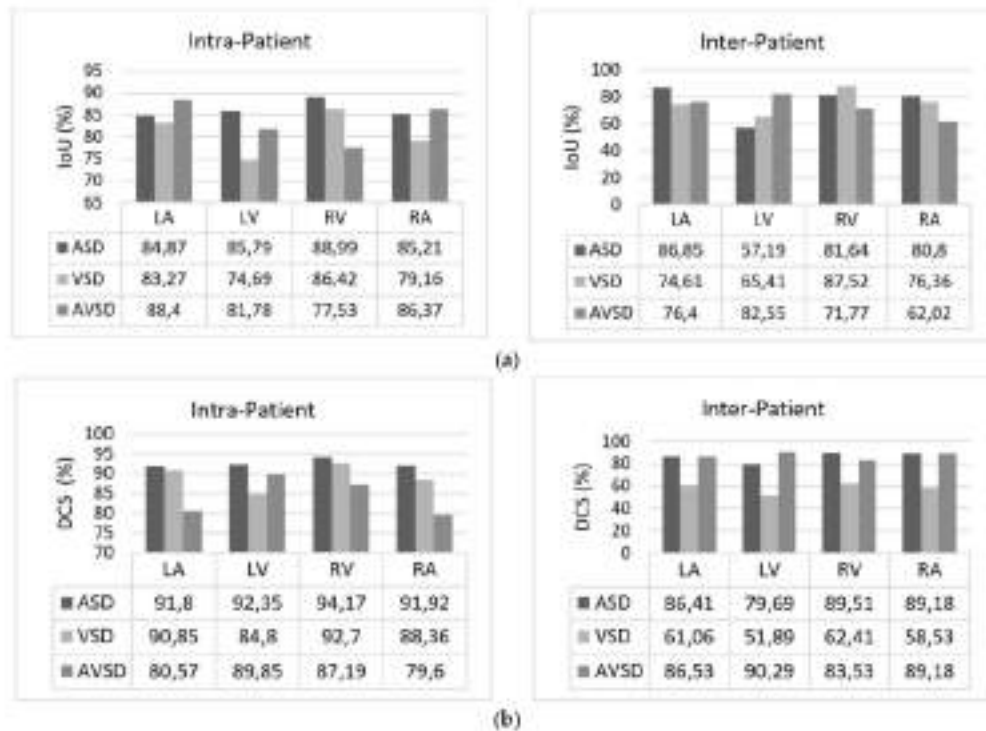 Intra-Patient
95
90
85
80
75
70
65
IoU (%)
LA LV RV RA
ASD 84,87 85,79 88,99 85,21
VSD 83,27 74,69 86,42 79,16
AVSD 88,4 81,78 77,53 86,37
Inter-Patient
100
80
60
40
20
0
IoU (%)
LA LV RV RA
ASD 86,85 57,19 81,64 80,8
VSD 74,61 65,41 87,52 76,36
AVSD 76,4 82,55 71,77 62,02
(a)
Intra-Patient
100
95
90
85
80
75
70
DCS (%)
LA LV RV RA
ASD 91,8 92,35 94,17 91,92
VSD 90,85 84,8 92,7 88,36
AVSD 80,57 89,85 87,19 79,6
Inter-Patient
100
80
60
40
20
0
DCS (%)
LA LV RV RA
ASD 86,41 79,69 89,51 89,18
VSD 61,06 51,89 62,41 58,53
AVSD 86,53 90,29 83,53 89,18
(b)